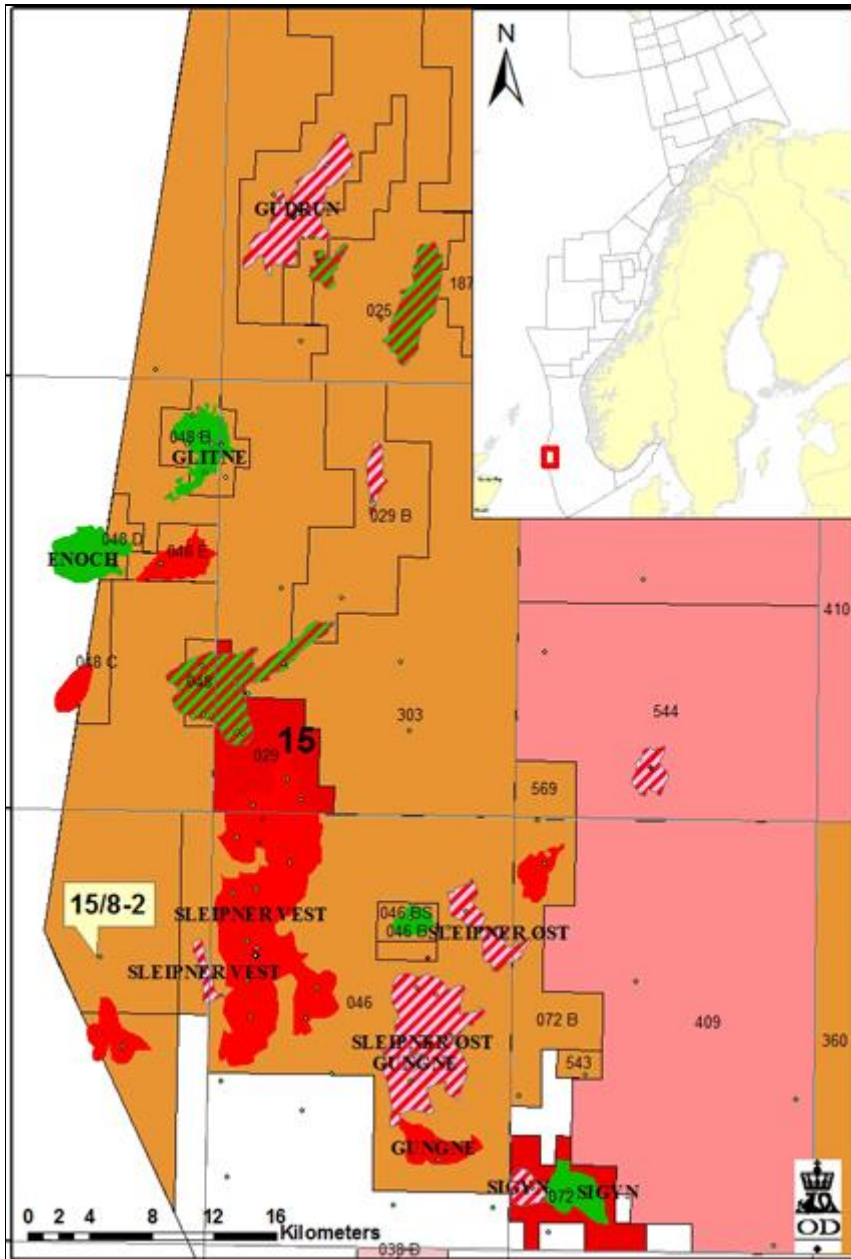 N
GUDRUN
187
025
048 B
GLITNE
029 B
048 D
ENOCH
046 E
410
048 C
048
303
544
15
029
569
15/8-2
046 BS
SLEIPNER VEST
046 B
SLEIPNER ØST
SLEIPNER VEST
046
072 B
409
SLEIPNER ØST
360
GUNGNE
543
GUNGNE
SIGYN
072
SIGYN
0 2 4 8 12 16
Kilometers
OD
038 D